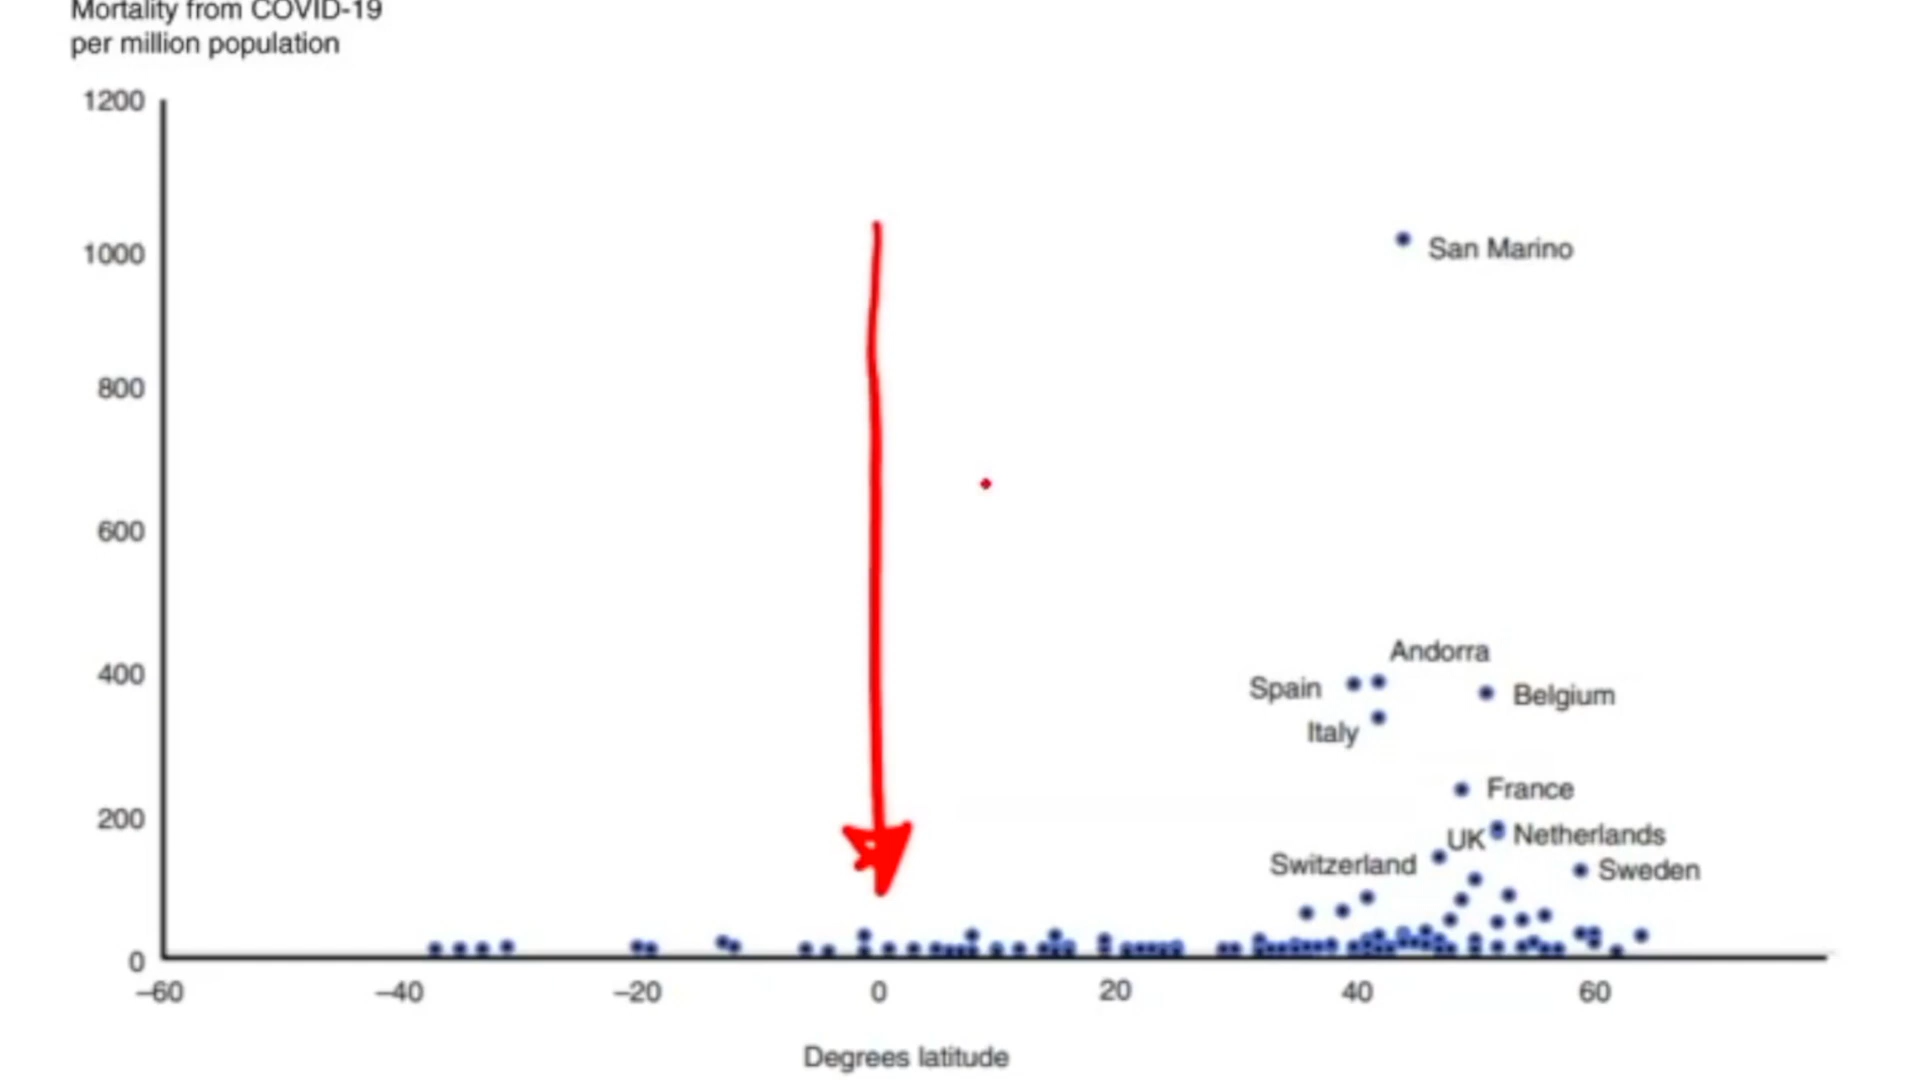 Mortality from COVID-19
per million population
1200
1000
San Marino
800
600
Andorra
400
Spain
Belgium
Italy
France
200
UK
Netherlands
Switzerland
Sweden
0
–60
–40
–20
0
20
40
60
Degrees latitude